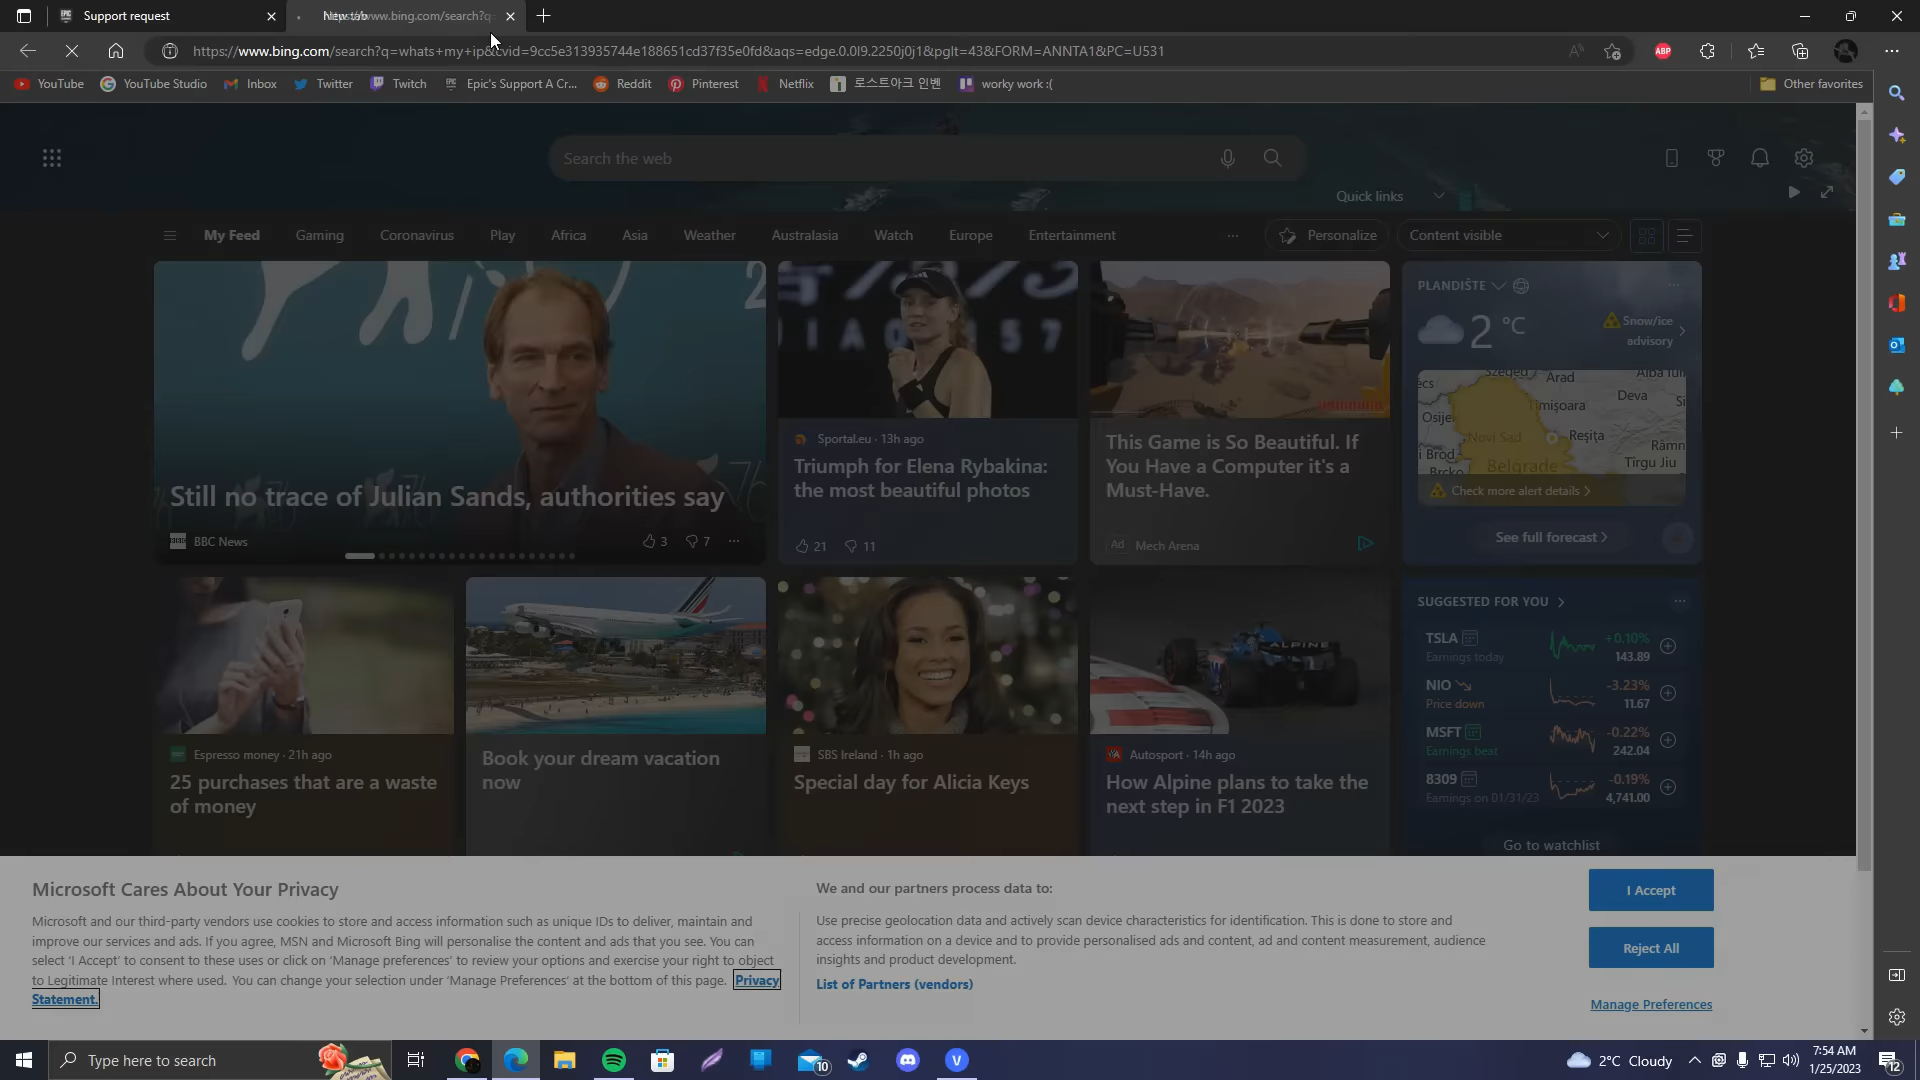 Support request
https://www.bing.com/search?q=whats+my+ip&cvid=9cc5e313935744e188651cd37f35e0fd&aqs=edge.0.0l9.2250j0j1&pglt=43&FORM=ANNTA1&PC=U531
YouTube YouTube Studio Inbox Twitter Twitch Epic's Support A Cr... Reddit Pinterest Netflix 로스트아크 인벤 worky work :( Other favorites
Search the web
Quick links
My Feed Gaming Coronavirus Play Africa Asia Weather Australasia Watch Europe Entertainment ... Personalize Content visible
Still no trace of Julian Sands, authorities say
BBC News 3 7 ...
Sportal.eu · 13h ago
Triumph for Elena Rybakina:
the most beautiful photos
21 11
This Game is So Beautiful. If
You Have a Computer it's a
Must-Have.
Ad Mech Arena
PLANDIŠTE
2 °C
Snow/ice
advisory
Arad
Deva
Osije
Timişoara
Novi Sad
Reşiţa
i Brod
Râmn
Brčko
Belgrade
Tirgu Jiu
Check more alert details >
See full forecast >
Espresso money · 21h ago
25 purchases that are a waste
of money
Book your dream vacation
now
SBS Ireland · 1h ago
Special day for Alicia Keys
ALPINE
Autosport · 14h ago
How Alpine plans to take the
next step in F1 2023
SUGGESTED FOR YOU >
TSLA +0.10%
Earnings today 143.89
NIO -3.23%
Price down 11.67
MSFT -0.22%
Earnings beat 242.04
8309 -0.19%
Earnings on 01/31/23 4,741.00
Go to watchlist
Microsoft Cares About Your Privacy
Microsoft and our third-party vendors use cookies to store and access information such as unique IDs to deliver, maintain and
improve our services and ads. If you agree, MSN and Microsoft Bing will personalise the content and ads that you see. You can
select 'I Accept' to consent to these uses or click on 'Manage preferences' to review your options and exercise your right to object
to Legitimate Interest where used. You can change your selection under 'Manage Preferences' at the bottom of this page. Privacy
Statement.
We and our partners process data to:
Use precise geolocation data and actively scan device characteristics for identification. This is done to store and
access information on a device and to provide personalised ads and content, ad and content measurement, audience
insights and product development.
List of Partners (vendors)
I Accept
Reject All
Manage Preferences
Type here to search
10
2°C Cloudy
7:54 AM
1/25/2023
12